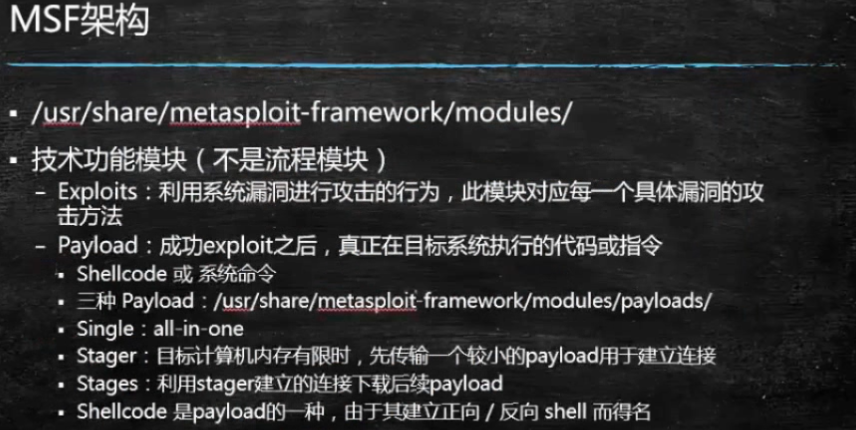 MSF架构
▪ /usr/share/metasploit-framework/modules/
▪ 技术功能模块（不是流程模块）
– Exploits：利用系统漏洞进行攻击的行为，此模块对应每一个具体漏洞的攻
击方法
– Payload：成功exploit之后，真正在目标系统执行的代码或指令
▪ Shellcode 或 系统命令
▪ 三种 Payload：/usr/share/metasploit-framework/modules/payloads/
▪ Single：all-in-one
▪ Stager：目标计算机内存有限时，先传输一个较小的payload用于建立连接
▪ Stages：利用stager建立的连接下载后续payload
▪ Shellcode 是payload的一种，由于其建立正向 / 反向 shell 而得名